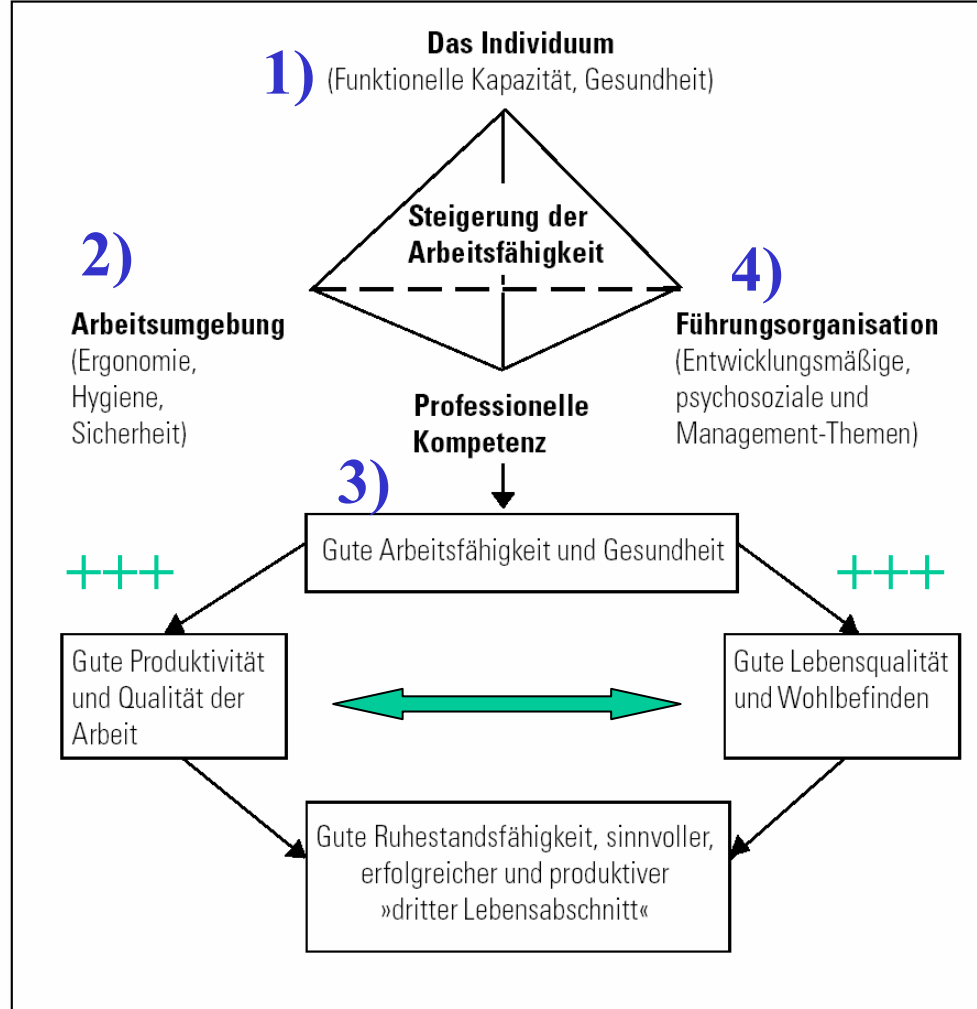 Das Individuum
1) (Funktionelle Kapazität, Gesundheit)
Steigerung der
Arbeitsfähigkeit
2)
Arbeitsumgebung
(Ergonomie,
Hygiene,
Sicherheit)
4)
Führungsorganisation
(Entwicklungsmäßige,
psychosoziale und
Management-Themen)
Professionelle
Kompetenz
3)
Gute Arbeitsfähigkeit und Gesundheit
+++
+++
Gute Produktivität
und Qualität der
Arbeit
Gute Lebensqualität
und Wohlbefinden
Gute Ruhestandsfähigkeit, sinnvoller,
erfolgreicher und produktiver
»dritter Lebensabschnitt«